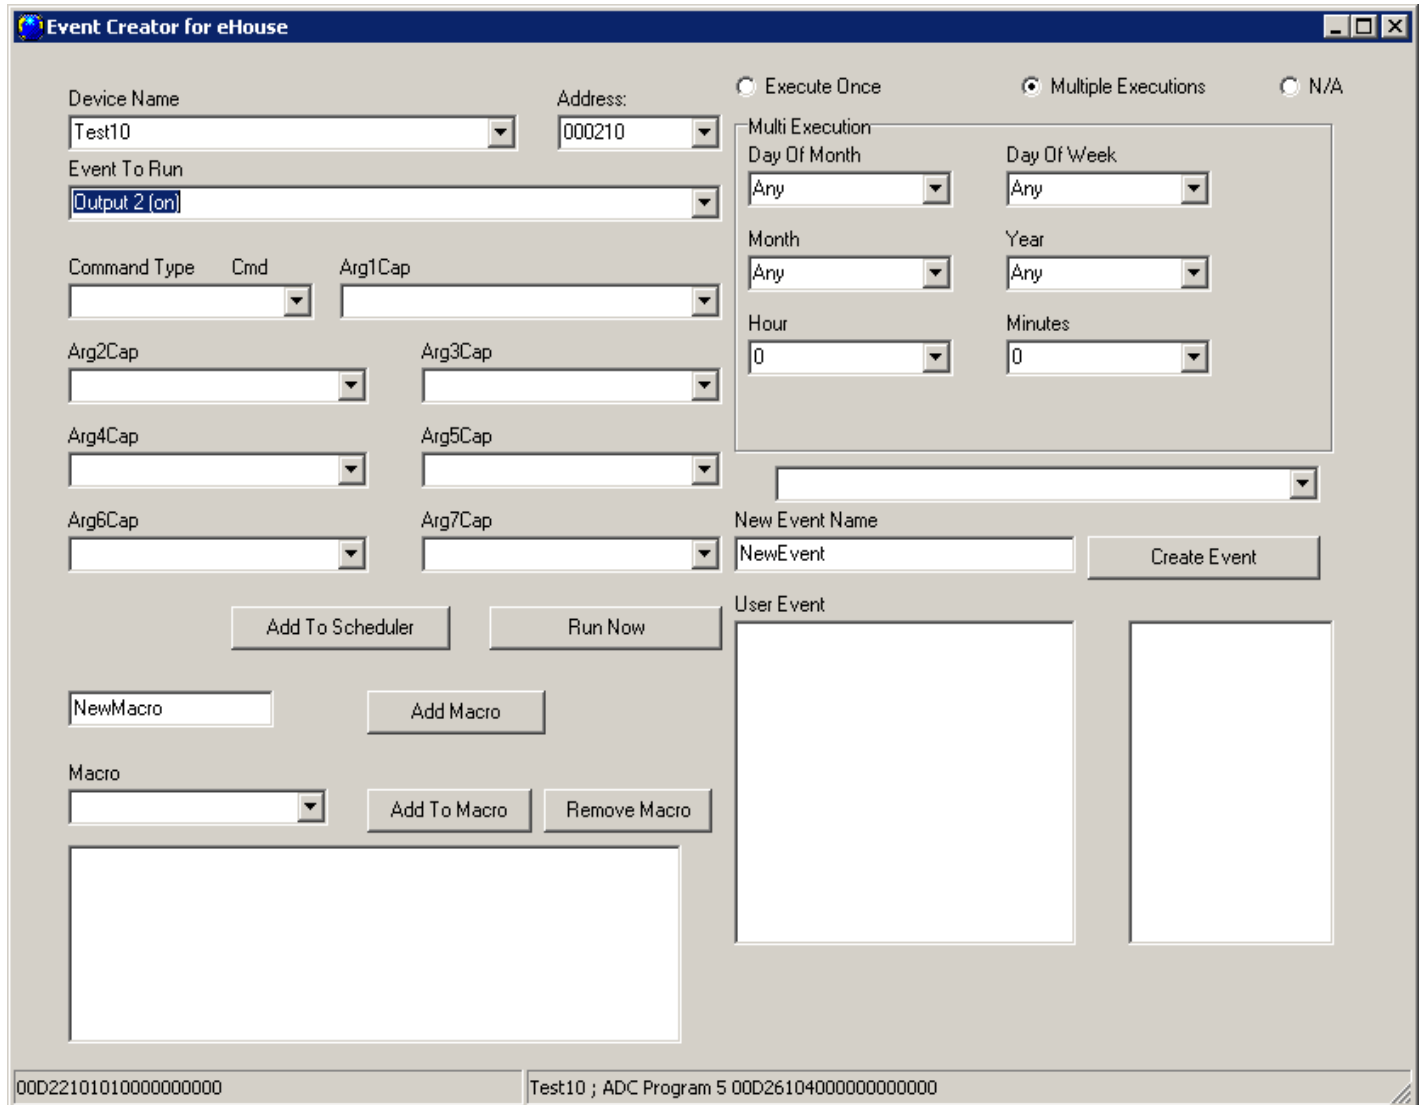 Event Creator for eHouse
Execute Once
Multiple Executions
N/A
Device Name
Address:
Test10
000210
Event To Run
Output 2 (on)
Multi Execution
Day Of Month
Day Of Week
Any
Any
Month
Year
Any
Any
Hour
Minutes
0
0
Command Type
Cmd
Arg1Cap
Arg2Cap
Arg3Cap
Arg4Cap
Arg5Cap
Arg6Cap
Arg7Cap
New Event Name
NewEvent
Create Event
User Event
Add To Scheduler
Run Now
NewMacro
Add Macro
Macro
Add To Macro
Remove Macro
00D22101010000000000
Test10 ; ADC Program 5 00D26104000000000000